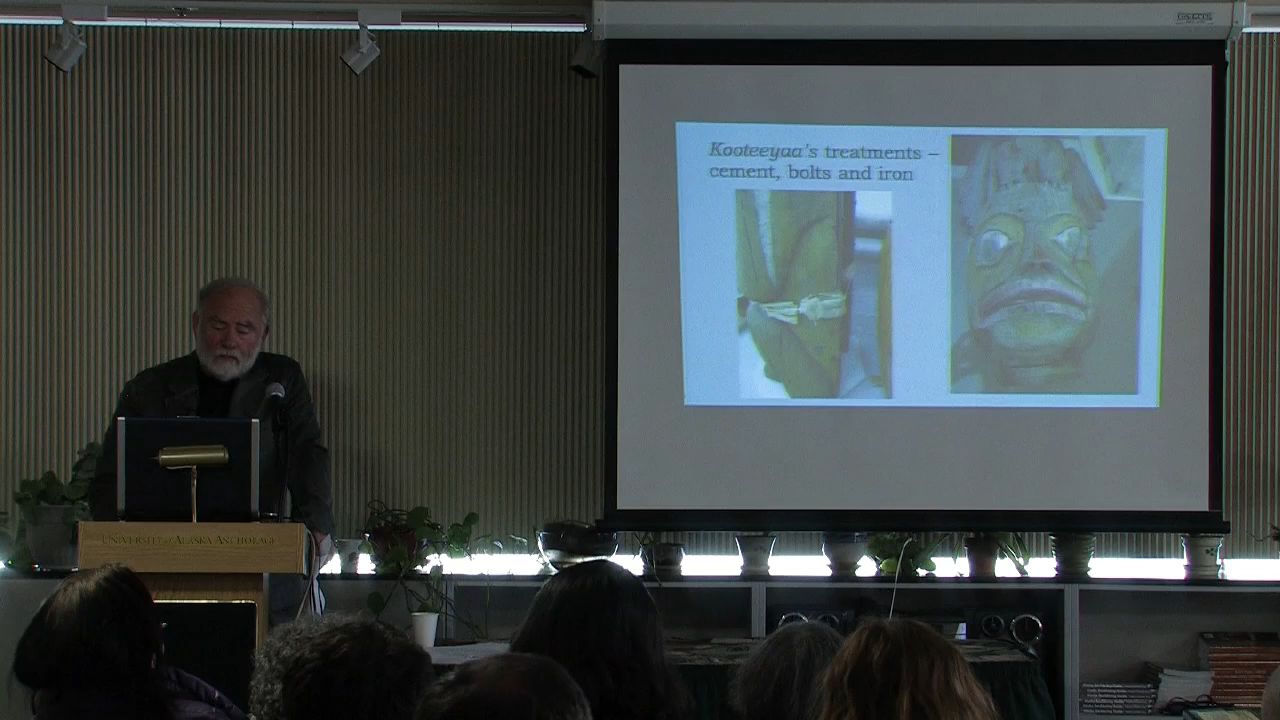 Kooteeyaa's treatments –
cement, bolts and iron
UNIVERSITY of ALASKA ANCHORAGE